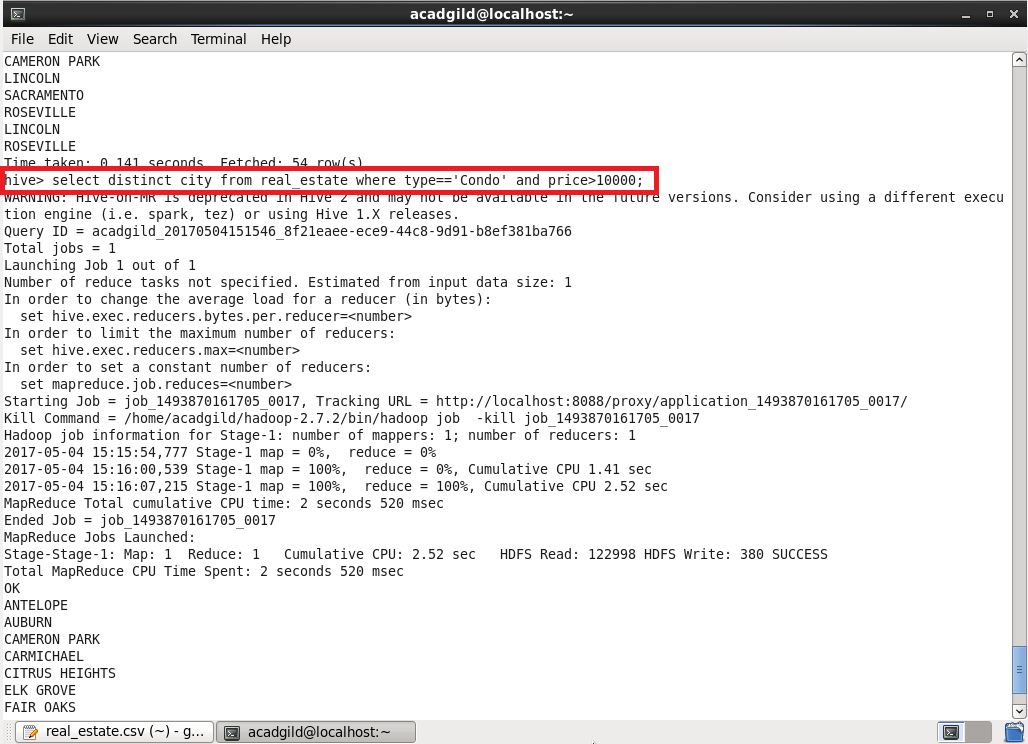 acadgild@localhost:~
File Edit View Search Terminal Help
CAMERON PARK
LINCOLN
SACRAMENTO
ROSEVILLE
LINCOLN
ROSEVILLE
Time taken: 0.141 seconds, Fetched: 54 row(s)
hive> select distinct city from real_estate where type=='Condo' and price>10000;
WARNING: Hive-on-MR is deprecated in Hive 2 and may not be available in the future versions. Consider using a different execu
tion engine (i.e. spark, tez) or using Hive 1.X releases.
Query ID = acadgild_20170504151546_8f21eaee-ece9-44c8-9d91-b8ef381ba766
Total jobs = 1
Launching Job 1 out of 1
Number of reduce tasks not specified. Estimated from input data size: 1
In order to change the average load for a reducer (in bytes):
  set hive.exec.reducers.bytes.per.reducer=<number>
In order to limit the maximum number of reducers:
  set hive.exec.reducers.max=<number>
In order to set a constant number of reducers:
  set mapreduce.job.reduces=<number>
Starting Job = job_1493870161705_0017, Tracking URL = http://localhost:8088/proxy/application_1493870161705_0017/
Kill Command = /home/acadgild/hadoop-2.7.2/bin/hadoop job  -kill job_1493870161705_0017
Hadoop job information for Stage-1: number of mappers: 1; number of reducers: 1
2017-05-04 15:15:54,777 Stage-1 map = 0%,  reduce = 0%
2017-05-04 15:16:00,539 Stage-1 map = 100%,  reduce = 0%, Cumulative CPU 1.41 sec
2017-05-04 15:16:07,215 Stage-1 map = 100%,  reduce = 100%, Cumulative CPU 2.52 sec
MapReduce Total cumulative CPU time: 2 seconds 520 msec
Ended Job = job_1493870161705_0017
MapReduce Jobs Launched:
Stage-Stage-1: Map: 1  Reduce: 1   Cumulative CPU: 2.52 sec   HDFS Read: 122998 HDFS Write: 380 SUCCESS
Total MapReduce CPU Time Spent: 2 seconds 520 msec
OK
ANTELOPE
AUBURN
CAMERON PARK
CARMICHAEL
CITRUS HEIGHTS
ELK GROVE
FAIR OAKS
real_estate.csv (~) - g... acadgild@localhost:~